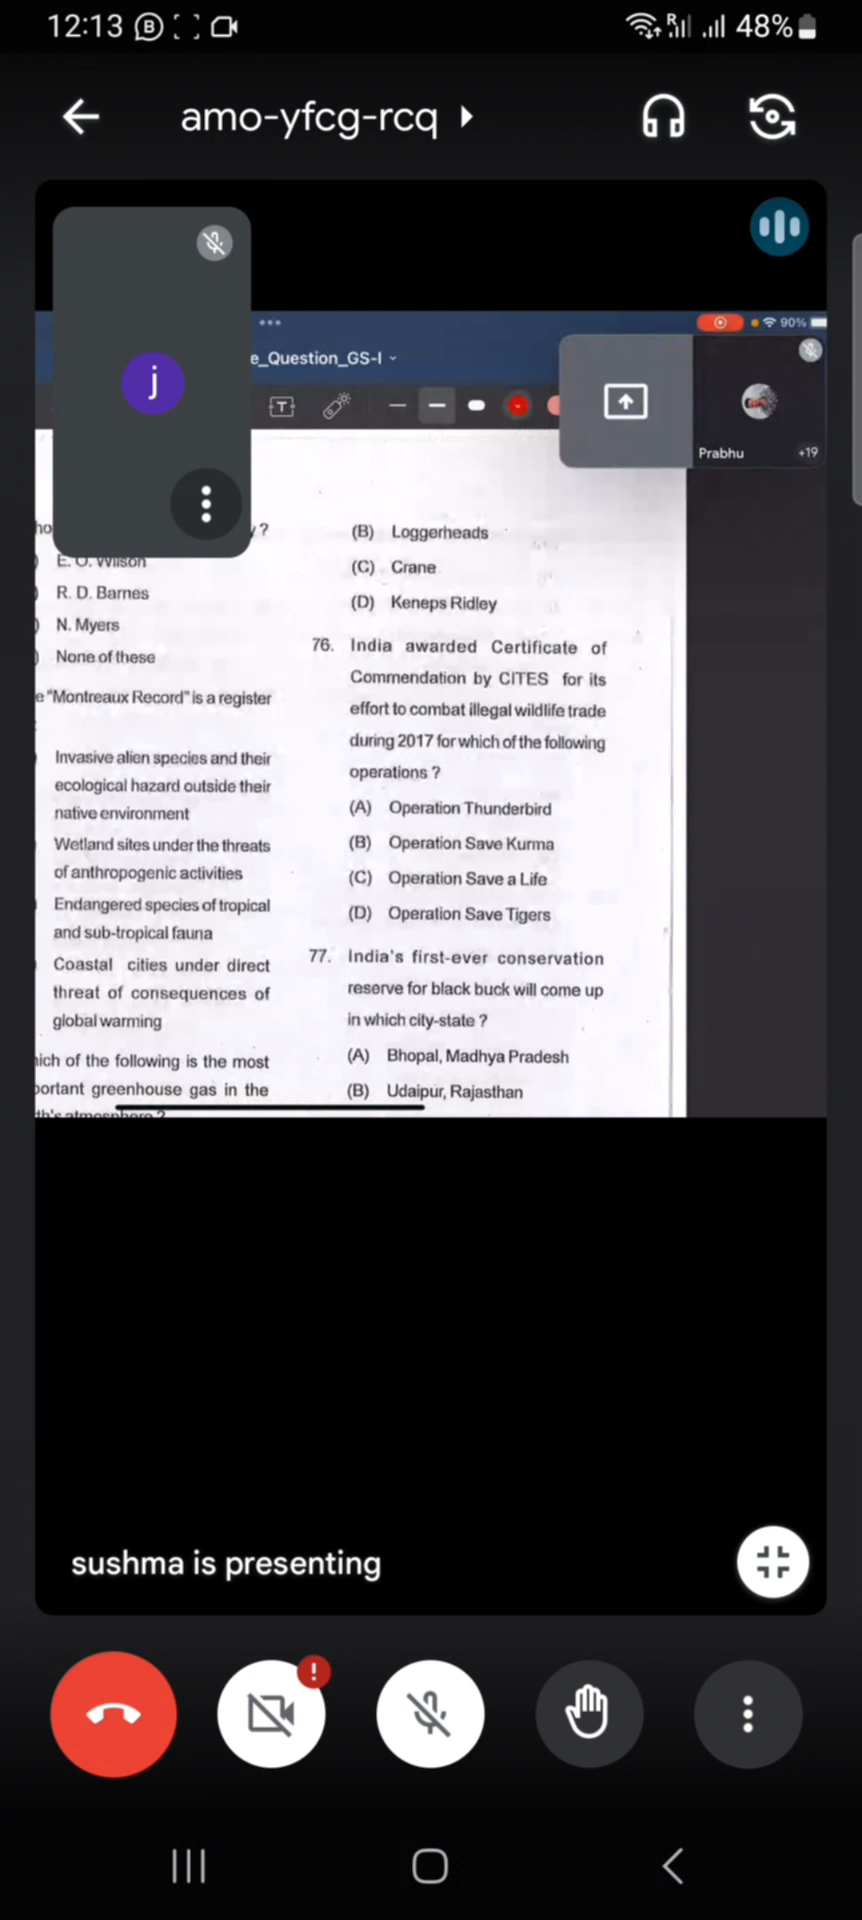 12:13
48%
amo-yfcg-rcq
90%
e_Question_GS-I
T
j
Prabhu
+19
?
E. O. Wilson
R. D. Barnes
N. Myers
None of these
e "Montreaux Record" is a register
Invasive alien species and their
ecological hazard outside their
native environment
Wetland sites under the threats
of anthropogenic activities
Endangered species of tropical
and sub-tropical fauna
Coastal cities under direct
threat of consequences of
global warming
ich of the following is the most
portant greenhouse gas in the
th's atmosphere ?
(B) Loggerheads
(C) Crane
(D) Keneps Ridley
76. India awarded Certificate of
Commendation by CITES for its
effort to combat illegal wildlife trade
during 2017 for which of the following
operations ?
(A) Operation Thunderbird
(B) Operation Save Kurma
(C) Operation Save a Life
(D) Operation Save Tigers
77. India's first-ever conservation
reserve for black buck will come up
in which city-state ?
(A) Bhopal, Madhya Pradesh
(B) Udaipur, Rajasthan
sushma is presenting